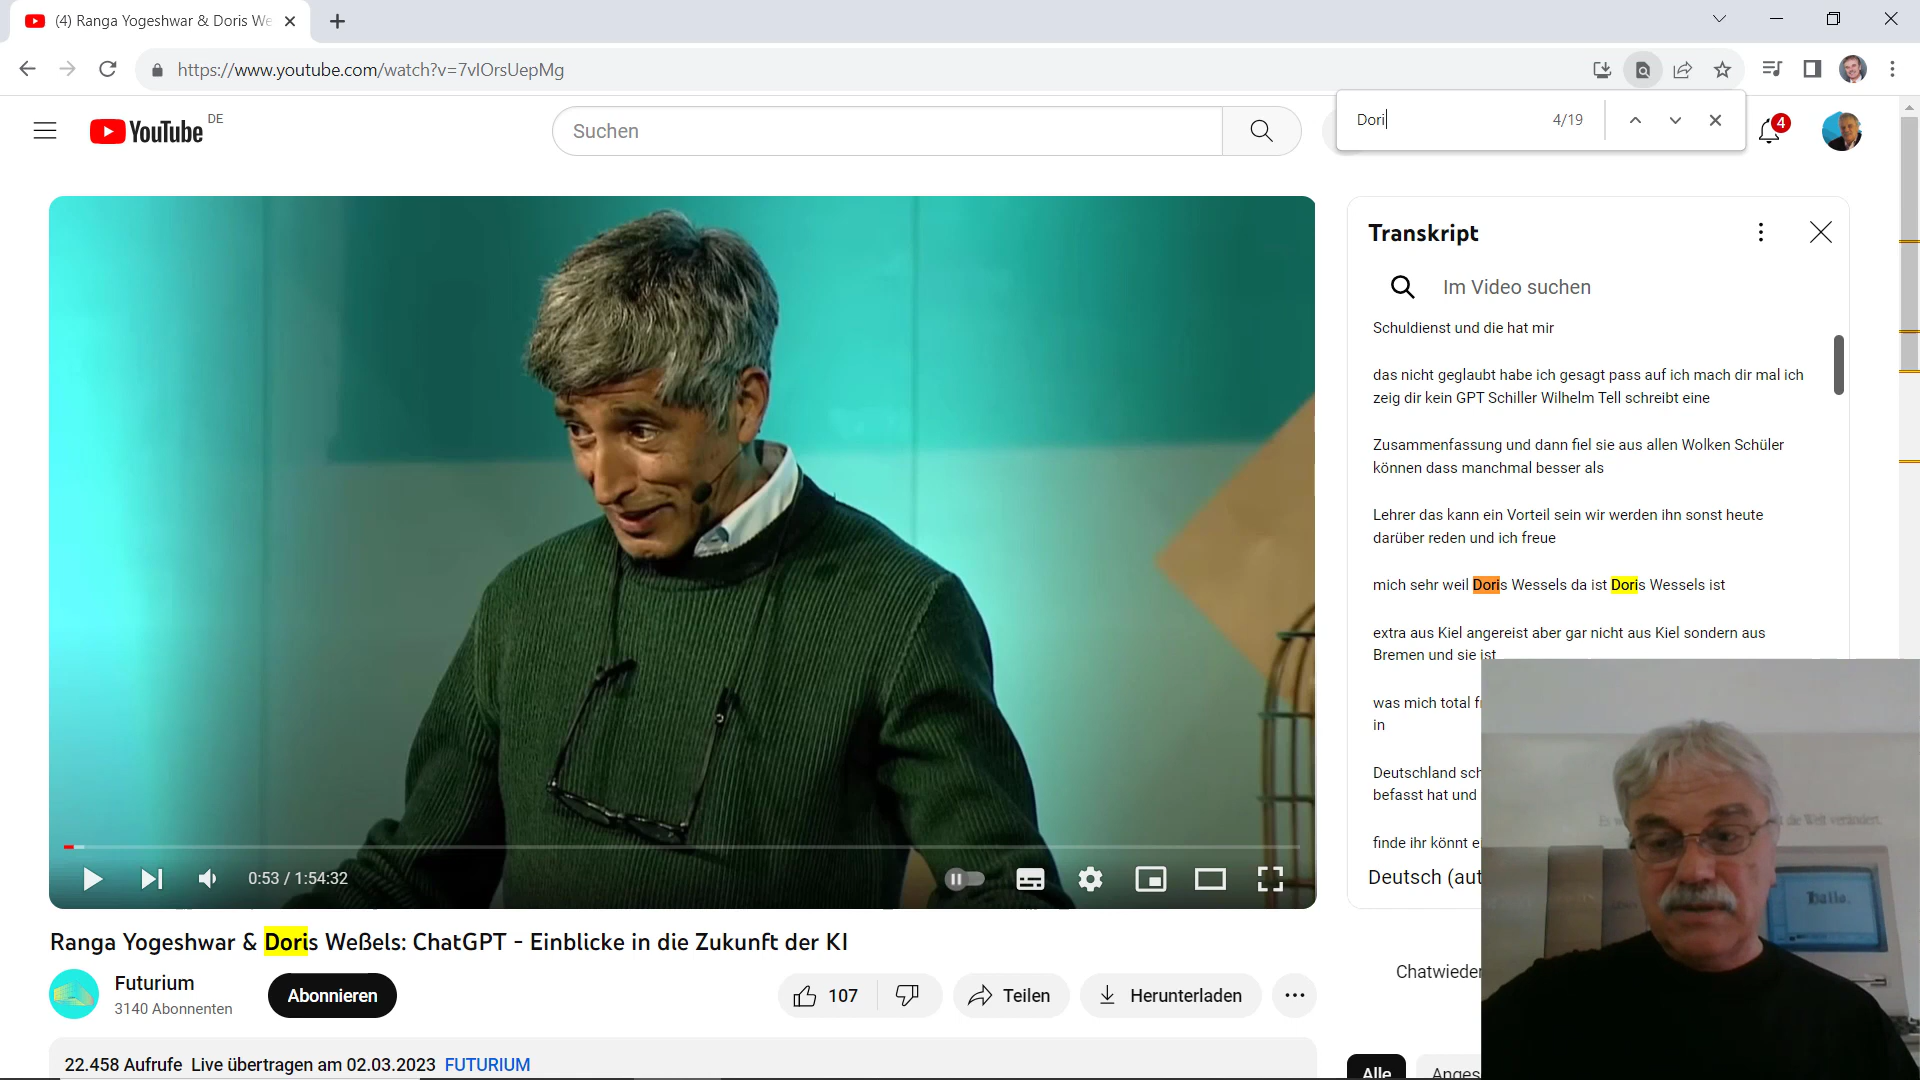 (4) Ranga Yogeshwar & Doris We
https://www.youtube.com/watch?v=7vlOrsUepMg
Dori
4/19
YouTube DE
Suchen
4
Transkript
Im Video suchen
Schuldienst und die hat mir
das nicht geglaubt habe ich gesagt pass auf ich mach dir mal ich
zeig dir kein GPT Schiller Wilhelm Tell schreibt eine
Zusammenfassung und dann fiel sie aus allen Wolken Schüler
können dass manchmal besser als
Lehrer das kann ein Vorteil sein wir werden ihn sonst heute
darüber reden und ich freue
mich sehr weil Doris Wessels da ist Doris Wessels ist
extra aus Kiel angereist aber gar nicht aus Kiel sondern aus
Bremen und sie ist
was mich total f
in
Deutschland sch
befasst hat und
finde ihr könnt e
Deutsch (aut
0:53 / 1:54:32
Ranga Yogeshwar & Doris Weßels: ChatGPT - Einblicke in die Zukunft der KI
Futurium
3140 Abonnenten
Abonnieren
107
Teilen
Herunterladen
22.458 Aufrufe Live übertragen am 02.03.2023 FUTURIUM
Chatwieder
Alle
Anges
die Welt verändert.
Hallo.